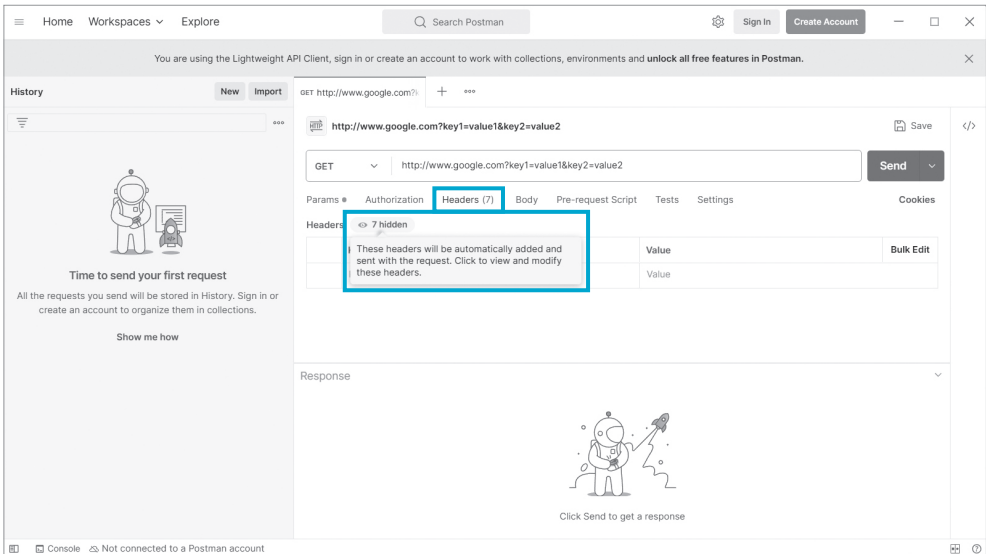 Home Workspaces Explore Search Postman Sign In Create Account
You are using the Lightweight API Client, sign in or create an account to work with collections, environments and unlock all free features in Postman.
History New Import
GET http://www.google.com?k
HTTP http://www.google.com?key1=value1&key2=value2 Save
GET http://www.google.com?key1=value1&key2=value2 Send
Params Authorization Headers (7) Body Pre-request Script Tests Settings Cookies
Headers 7 hidden
Value Bulk Edit
Value
These headers will be automatically added and
sent with the request. Click to view and modify
these headers.
Time to send your first request
All the requests you send will be stored in History. Sign in or
create an account to organize them in collections.
Show me how
Response
Click Send to get a response
Console Not connected to a Postman account